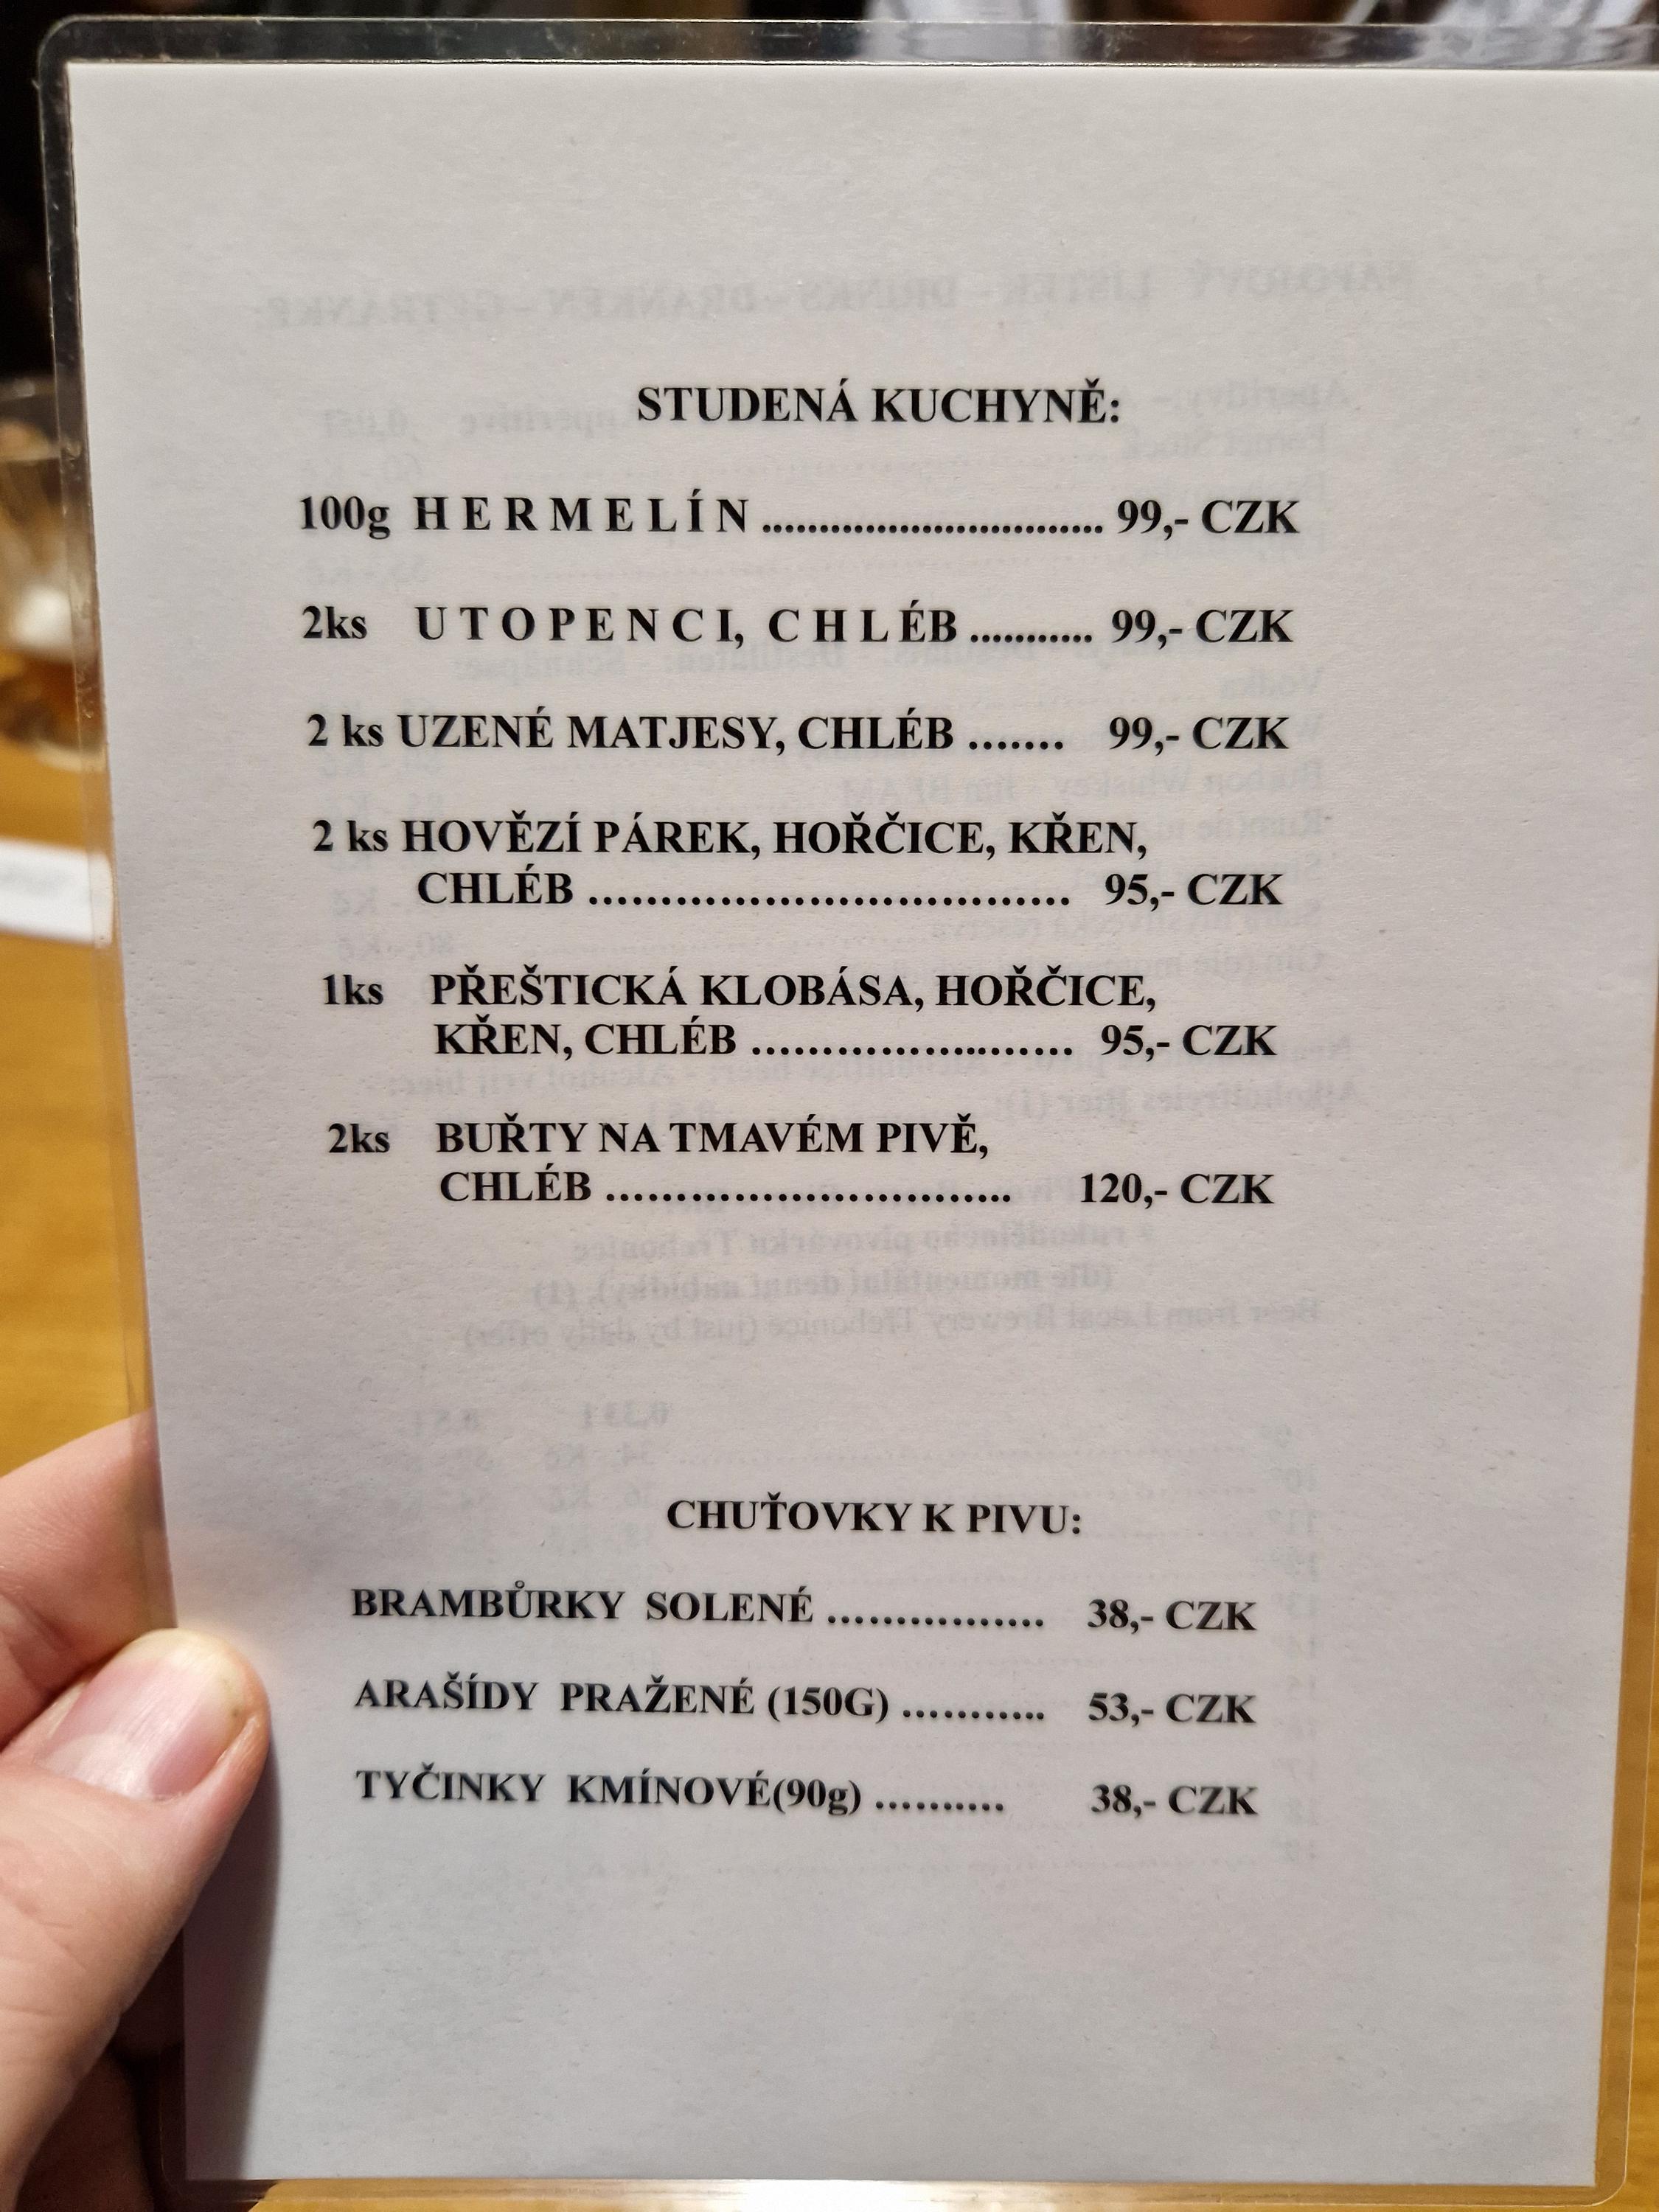 STUDENÁ KUCHYNĚ:
100g H E R M E L Í N .............................. 99,- CZK
2ks U T O P E N C I, C H L ÉB ........... 99,- CZK
2 ks UZENÉ MATJESY, CHLÉB ....... 99,- CZK
2 ks HOVĚZÍ PÁREK, HOŘČICE, KŘEN,
CHLÉB ................................. 95,- CZK
1ks PŘEŠTICKÁ KLOBÁSA, HOŘČICE,
KŘEN, CHLÉB ....................... 95,- CZK
2ks BUŘTY NA TMAVÉM PIVĚ,
CHLÉB ............................. 120,- CZK
CHUŤOVKY K PIVU:
BRAMBŮRKY SOLENÉ ................ 38,- CZK
ARAŠÍDY PRAŽENÉ (150G) ........... 53,- CZK
TYČINKY KMÍNOVÉ(90g) .......... 38,- CZK